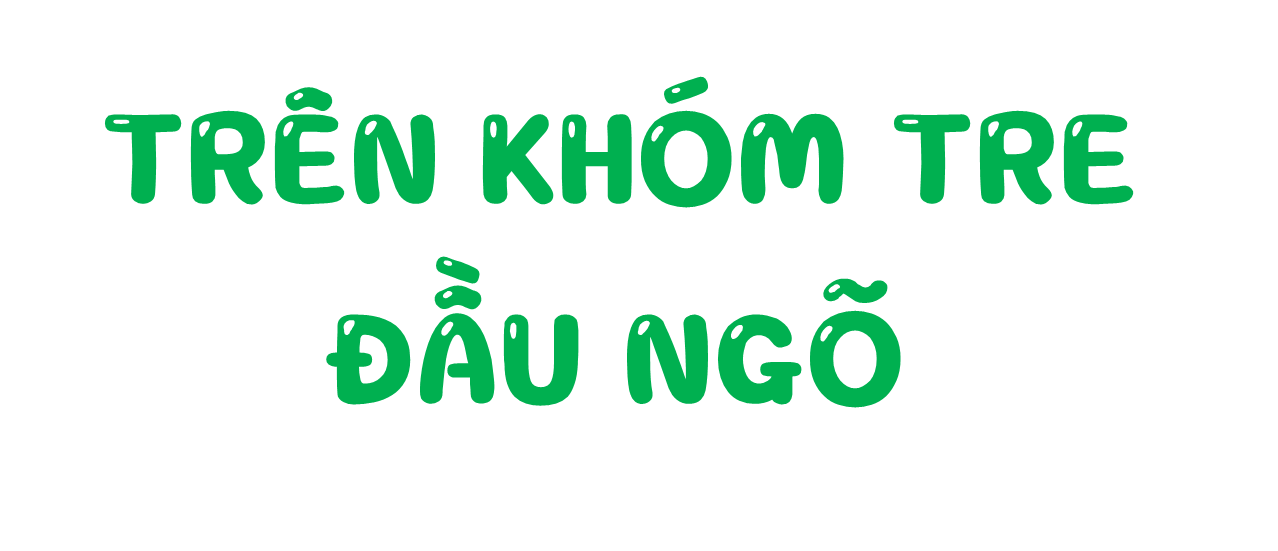 TRÊN KHÓM TRE
ĐẦU NGÕ